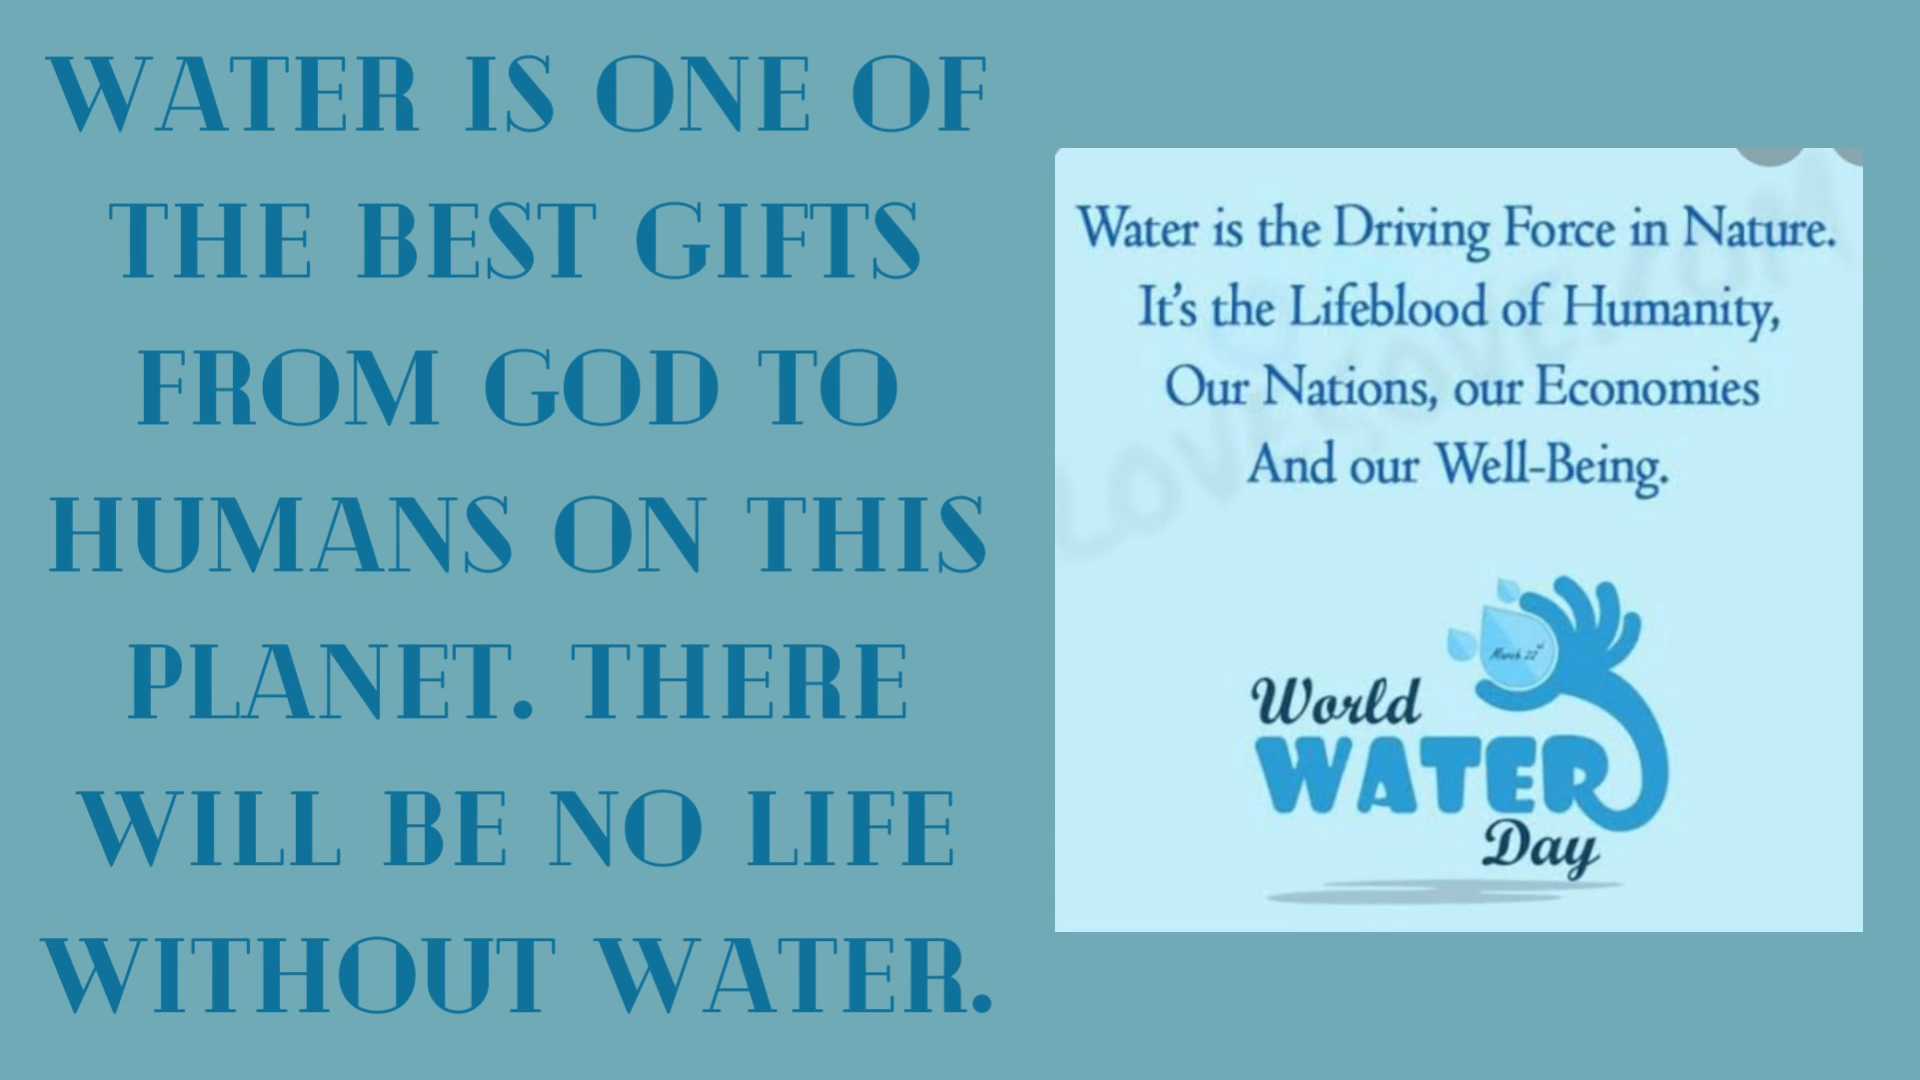 WATER IS ONE OF
THE BEST GIFTS
FROM GOD TO
HUMANS ON THIS
PLANET. THERE
WILL BE NO LIFE
WITHOUT WATER.
Water is the Driving Force in Nature.
It's the Lifeblood of Humanity,
Our Nations, our Economies
And our Well-Being.
March 22nd
World
WATER
Day